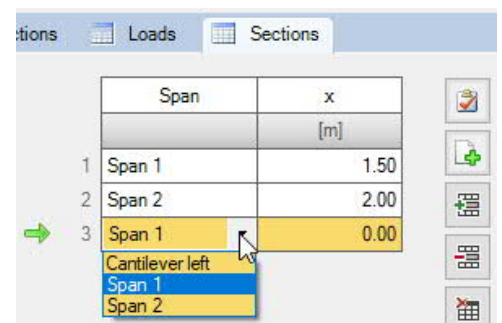 Loads Sections
Span x
[m]
1 Span 1 1.50
2 Span 2 2.00
3 Span 1 0.00
Cantilever left
Span 1
Span 2